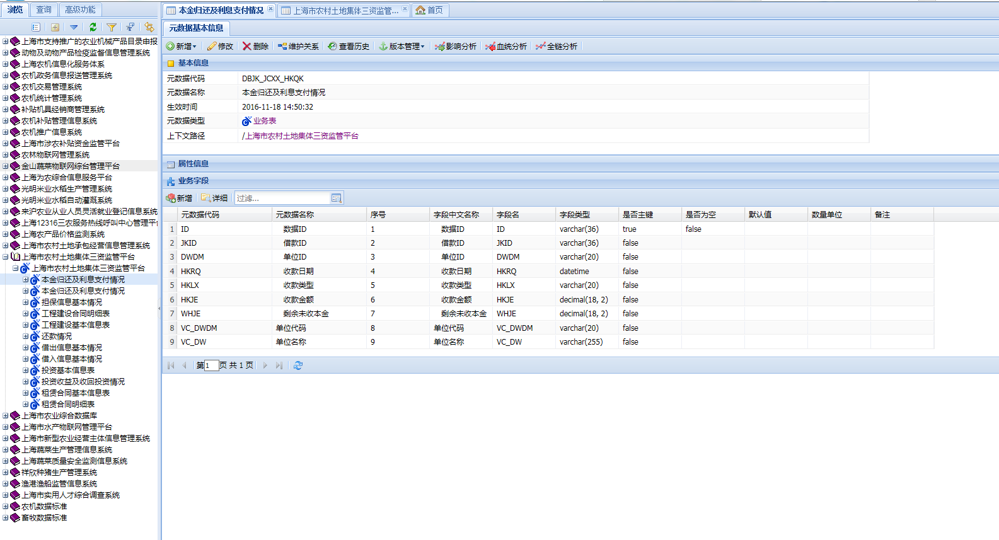 浏览 查询 高级功能
上海市支持推广的农业机械产品目录申报
动物及动物产品检疫监督信息管理系统
上海农机信息化服务体系
农机政务信息报送管理系统
农机交易管理系统
农机统计管理系统
补贴机具经销商管理系统
农机补贴管理信息系统
农机推广信息系统
上海市涉农补贴资金监管平台
农林物联网管理系统
金山蔬菜物联网综合管理平台
上海为农综合信息服务平台
光明米业水稻生产管理系统
光明米业水稻自动灌溉系统
来沪农业从业人员灵活就业登记信息系统
上海12316三农服务热线呼叫中心管理平台
上海农产品价格监测系统
上海市农村土地承包经营信息管理系统
上海市农村土地集体三资监管平台
上海市农村土地集体三资监管平台
本金归还及利息支付情况
本金归还及利息支付情况
担保信息基本情况
工程建设合同明细表
工程建设基本信息表
还款情况
借出信息基本情况
借入信息基本情况
投资基本信息表
投资收益及收回投资情况
租赁合同基本信息表
租赁合同明细表
上海市农业综合数据库
上海市水产物联网管理平台
上海市新型农业经营主体信息管理系统
上海蔬菜生产管理信息系统
上海蔬菜质量安全监测信息系统
祥欣种猪生产管理系统
渔港渔船监管信息系统
上海市实用人才综合调查系统
农机数据标准
畜牧数据标准
本金归还及利息支付情况 上海市农村土地集体三资监管... 首页
元数据基本信息
新增 修改 删除 维护关系 查看历史 版本管理 影响分析 血统分析 全链分析
基本信息
元数据代码 DBJK_JCXX_HKQK
元数据名称 本金归还及利息支付情况
生效时间 2016-11-18 14:50:32
元数据类型 业务表
上下文路径 /上海市农村土地集体三资监管平台
属性信息
业务字段
新增 详细 过滤...
元数据代码 元数据名称 序号 字段中文名称 字段名 字段类型 是否主键 是否为空 默认值 数量单位 备注
1 ID 数据ID 1 数据ID ID varchar(36) true false
2 JKID 借款ID 2 借款ID JKID varchar(36) false
3 DWDM 单位ID 3 单位ID DWDM varchar(20) false
4 HKRQ 收款日期 4 收款日期 HKRQ datetime false
5 HKLX 收款类型 5 收款类型 HKLX varchar(20) false
6 HKJE 收款金额 6 收款金额 HKJE decimal(18, 2) false
7 WHJE 剩余未收本金 7 剩余未收本金 WHJE decimal(18, 2) false
8 VC_DWDM 单位代码 8 单位代码 VC_DWDM varchar(20) false
9 VC_DW 单位名称 9 单位名称 VC_DW varchar(255) false
第 1 页 共 1 页